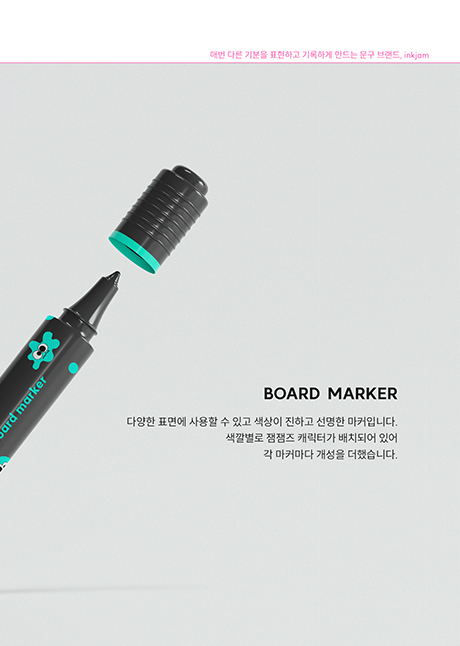 매번 다른 기분을 표현하고 기록하게 만드는 문구 브랜드, inkjam
board marker
BOARD MARKER
다양한 표면에 사용할 수 있고 색상이 진하고 선명한 마커입니다.
색깔별로 잼잼즈 캐릭터가 배치되어 있어
각 마커마다 개성을 더했습니다.